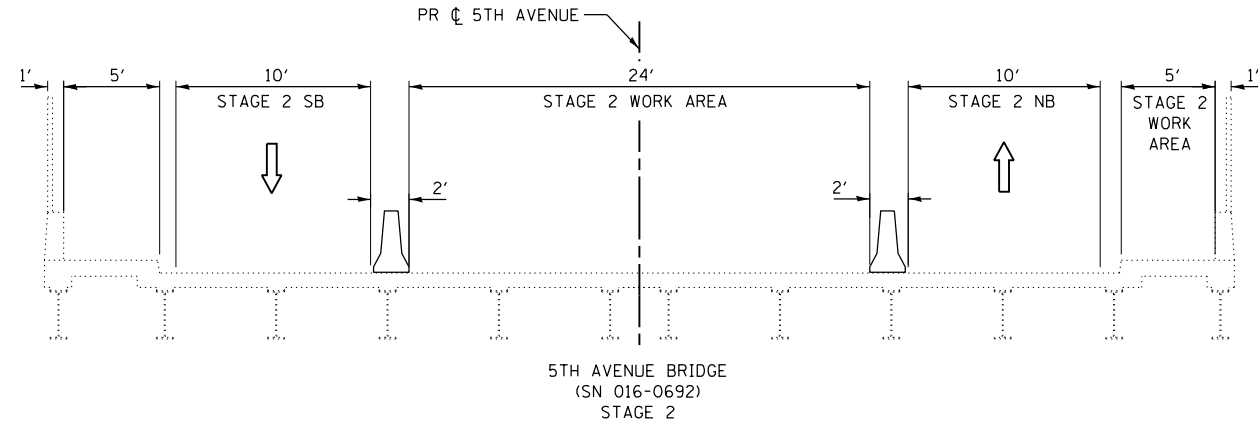 PR ℄ 5TH AVENUE
1' 5' 10' 24' 10' 5' 1'
STAGE 2 SB
STAGE 2 WORK AREA
STAGE 2 NB
STAGE 2
WORK
AREA
2' 2'
5TH AVENUE BRIDGE
(SN 016-0692)
STAGE 2